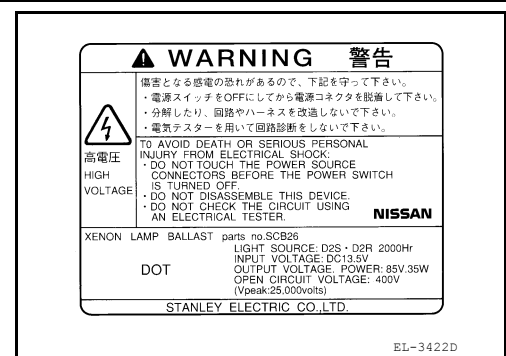 ⚠ WARNING 警告
傷害となる感電の恐れがあるので、下記を守って下さい。
・電源スイッチをOFFにしてから電源コネクタを脱着して下さい。
・分解したり、回路やハーネスを改造しないで下さい。
・電気テスターを用いて回路診断をしないで下さい。
高電圧
HIGH
VOLTAGE
TO AVOID DEATH OR SERIOUS PERSONAL
INJURY FROM ELECTRICAL SHOCK:
・DO NOT TOUCH THE POWER SOURCE
CONNECTORS BEFORE THE POWER SWITCH
IS TURNED OFF.
・DO NOT DISASSEMBLE THIS DEVICE.
・DO NOT CHECK THE CIRCUIT USING
AN ELECTRICAL TESTER.
NISSAN
XENON LAMP BALLAST parts no.SCB26
LIGHT SOURCE: D2S・D2R 2000Hr
INPUT VOLTAGE: DC13.5V
DOT
OUTPUT VOLTAGE. POWER: 85V.35W
OPEN CIRCUIT VOLTAGE: 400V
(Vpeak:25,000volts)
STANLEY ELECTRIC CO.,LTD.
EL-3422D